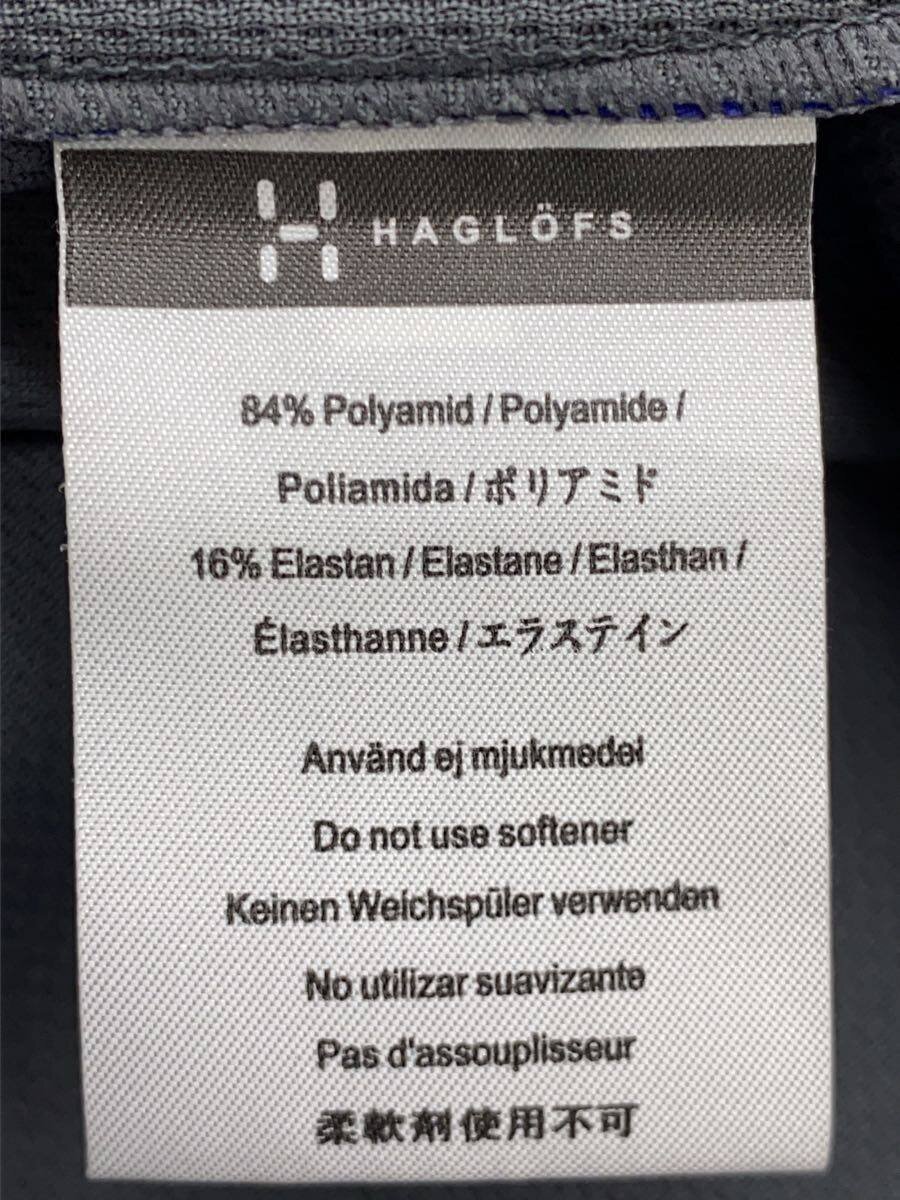 HAGLÖFS
84% Polyamid / Polyamide /
Poliamida / ポリアミド
16% Elastan / Elastane / Elasthan /
Élasthanne / エラステイン
Använd ej mjukmedel
Do not use softener
Keinen Weichspüler verwenden
No utilizar suavizante
Pas d'assouplisseur
柔軟剤使用不可